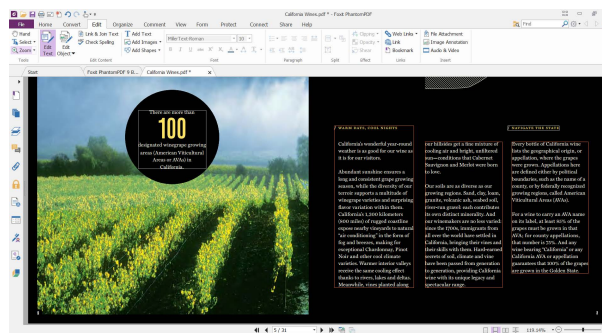 California Wines.pdf * - Foxit PhantomPDF
File Home Convert Edit Organize Comment View Form Protect Connect Share Help
Find
Hand
Select
Zoom
Tools
Edit Text
Edit Object
Link & Join Text
Check Spelling
Edit Content
Add Text
Add Images
Add Shapes
Miller Text Roman
10
Font
Paragraph
Split
Clipping
Opacity
Share
Effect
Web Links
Link
Bookmark
Links
File Attachment
Image Annotation
Audio & Video
Insert
Start
Foxit PhantomPDF 9 E...
California Wines.pdf *
There are more than
100
designated winegrape growing
areas (American Viticultural
Areas or AVAs) in
California.
WARM DAYS, COOL NIGHTS
California's wonderful year-round
weather is as good for our wine as
it is for our visitors.
Abundant sunshine ensures a
long and consistent grape growing
season, while the diversity of our
terroir supports a multitude of
winegrape varieties and surprising
flavor variation within them.
California's 1,300 kilometers
(800 miles) of rugged coastline
expose nearby vineyards to natural
"air conditioning" in the form of
fog and breezes, making for
exceptional Chardonnay, Pinot
Noir and other cool climate
varieties. Warmer interior valleys
receive the same cooling effect
thanks to rivers, lakes and deltas.
Meanwhile, vines planted along
our hillsides get a fine mixture of
cooling air and bright, unfiltered
sun—conditions that Cabernet
Sauvignon and Merlot were born
to love.
Our soils are as diverse as our
growing regions. Sand, clay, loam,
granite, volcanic ash, seabed soil,
river-run gravel: each contributes
its own distinct minerality. And
our winemakers are no less varied:
since the 1700s, immigrants from
all over the world have settled in
California, bringing their vines and
their skills with them. Hard-earned
secrets of soil, climate and vine
have been passed from generation
to generation, providing California
wine with its unique legacy and
spectacular range.
NAVIGATE THE STATE
Every bottle of California wine
lists the geographical origin, or
appellation, where the grapes
were grown. Appellations here
are defined either by political
boundaries, such as the name of a
county, or by federally recognized
growing regions, called American
Viticultural Areas (AVAs).
For a wine to carry an AVA name
on its label, at least 85% of the
grapes must be grown in that
AVA; for county appellations,
that number is 75%. And any
wine bearing "California" or any
California AVA or appellation
guarantees that 100% of the grapes
are grown in the Golden State.
5 / 31
110.14%